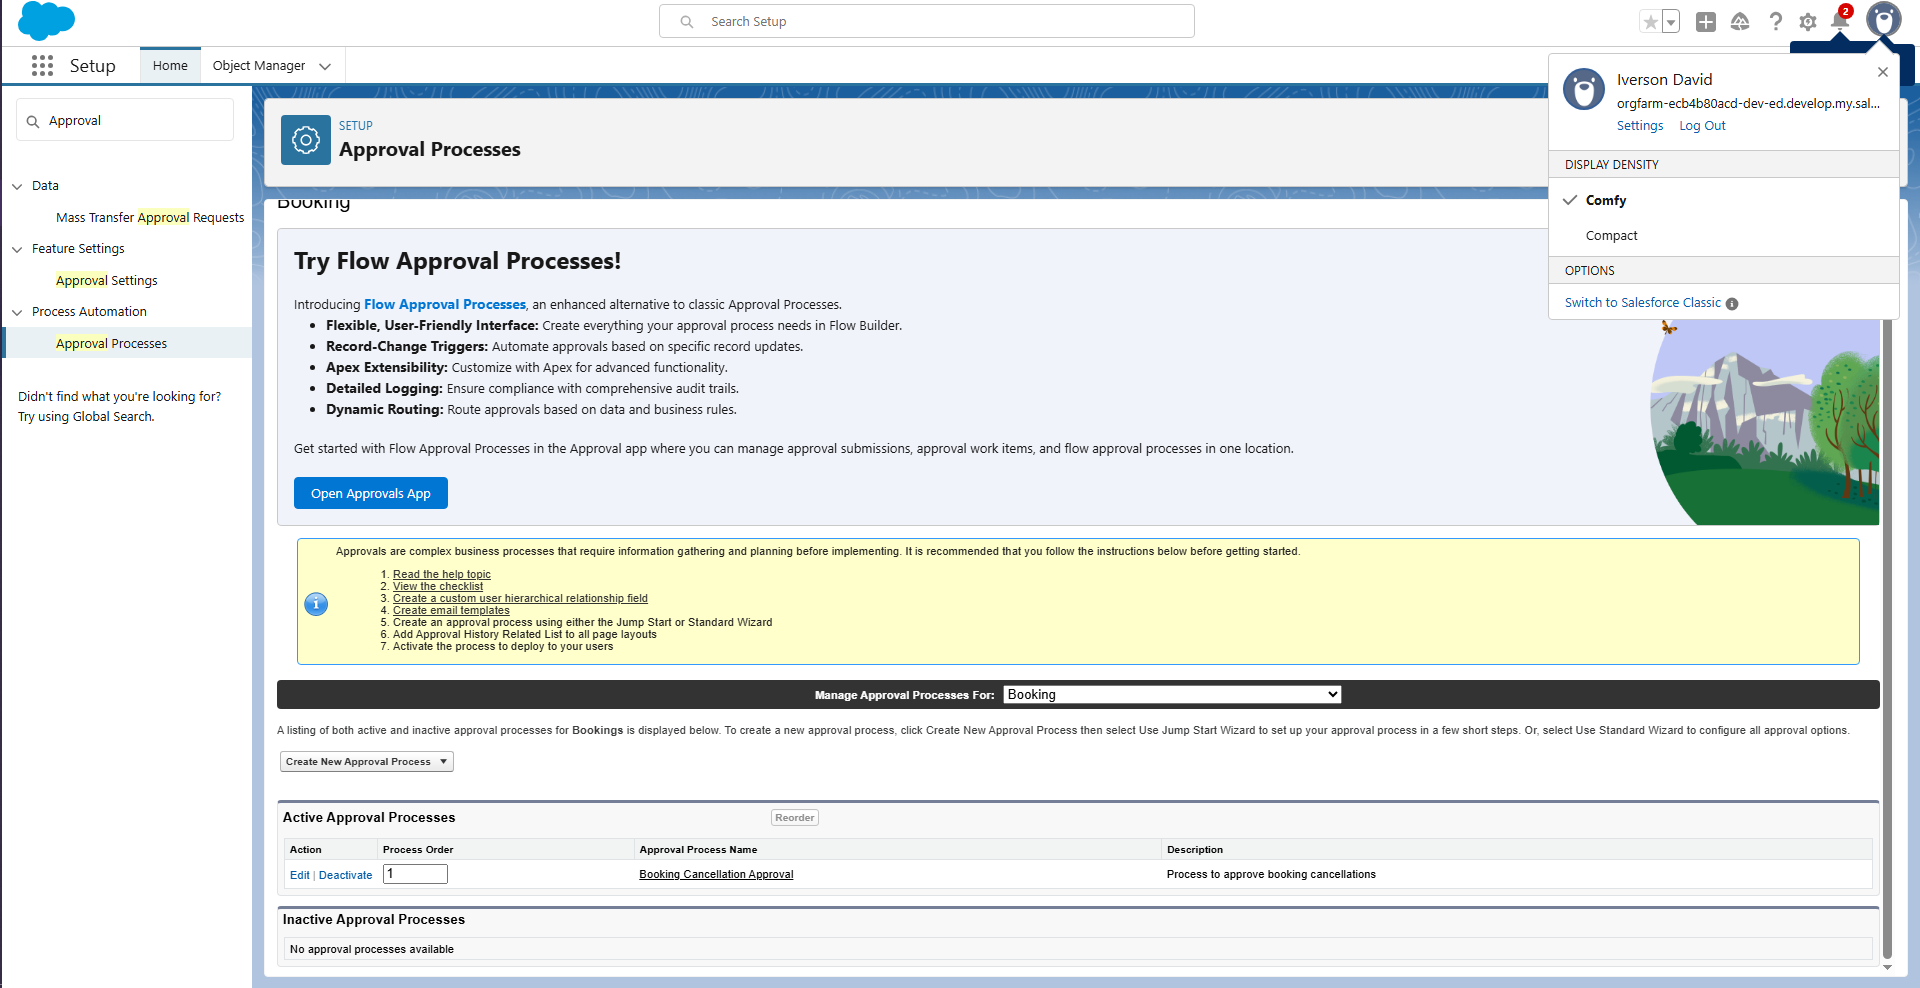 Search Setup
2
Setup
Home
Object Manager
Iverson David
orgfarm-ecb4b80acd-dev-ed.develop.my.sal...
Settings
Log Out
DISPLAY DENSITY
Comfy
Compact
OPTIONS
Switch to Salesforce Classic
Approval
Data
Mass Transfer Approval Requests
Feature Settings
Approval Settings
Process Automation
Approval Processes
Didn't find what you're looking for?
Try using Global Search.
SETUP
Approval Processes
Booking
Try Flow Approval Processes!
Introducing Flow Approval Processes, an enhanced alternative to classic Approval Processes.
• Flexible, User-Friendly Interface: Create everything your approval process needs in Flow Builder.
• Record-Change Triggers: Automate approvals based on specific record updates.
• Apex Extensibility: Customize with Apex for advanced functionality.
• Detailed Logging: Ensure compliance with comprehensive audit trails.
• Dynamic Routing: Route approvals based on data and business rules.
Get started with Flow Approval Processes in the Approval app where you can manage approval submissions, approval work items, and flow approval processes in one location.
Open Approvals App
Approvals are complex business processes that require information gathering and planning before implementing. It is recommended that you follow the instructions below before getting started.
1. Read the help topic
2. View the checklist
3. Create a custom user hierarchical relationship field
4. Create email templates
5. Create an approval process using either the Jump Start or Standard Wizard
6. Add Approval History Related List to all page layouts
7. Activate the process to deploy to your users
Manage Approval Processes For: Booking
A listing of both active and inactive approval processes for Bookings is displayed below. To create a new approval process, click Create New Approval Process then select Use Jump Start Wizard to set up your approval process in a few short steps. Or, select Use Standard Wizard to configure all approval options.
Create New Approval Process
Active Approval Processes
Reorder
Action Process Order Approval Process Name Description
Edit | Deactivate 1 Booking Cancellation Approval Process to approve booking cancellations
Inactive Approval Processes
No approval processes available